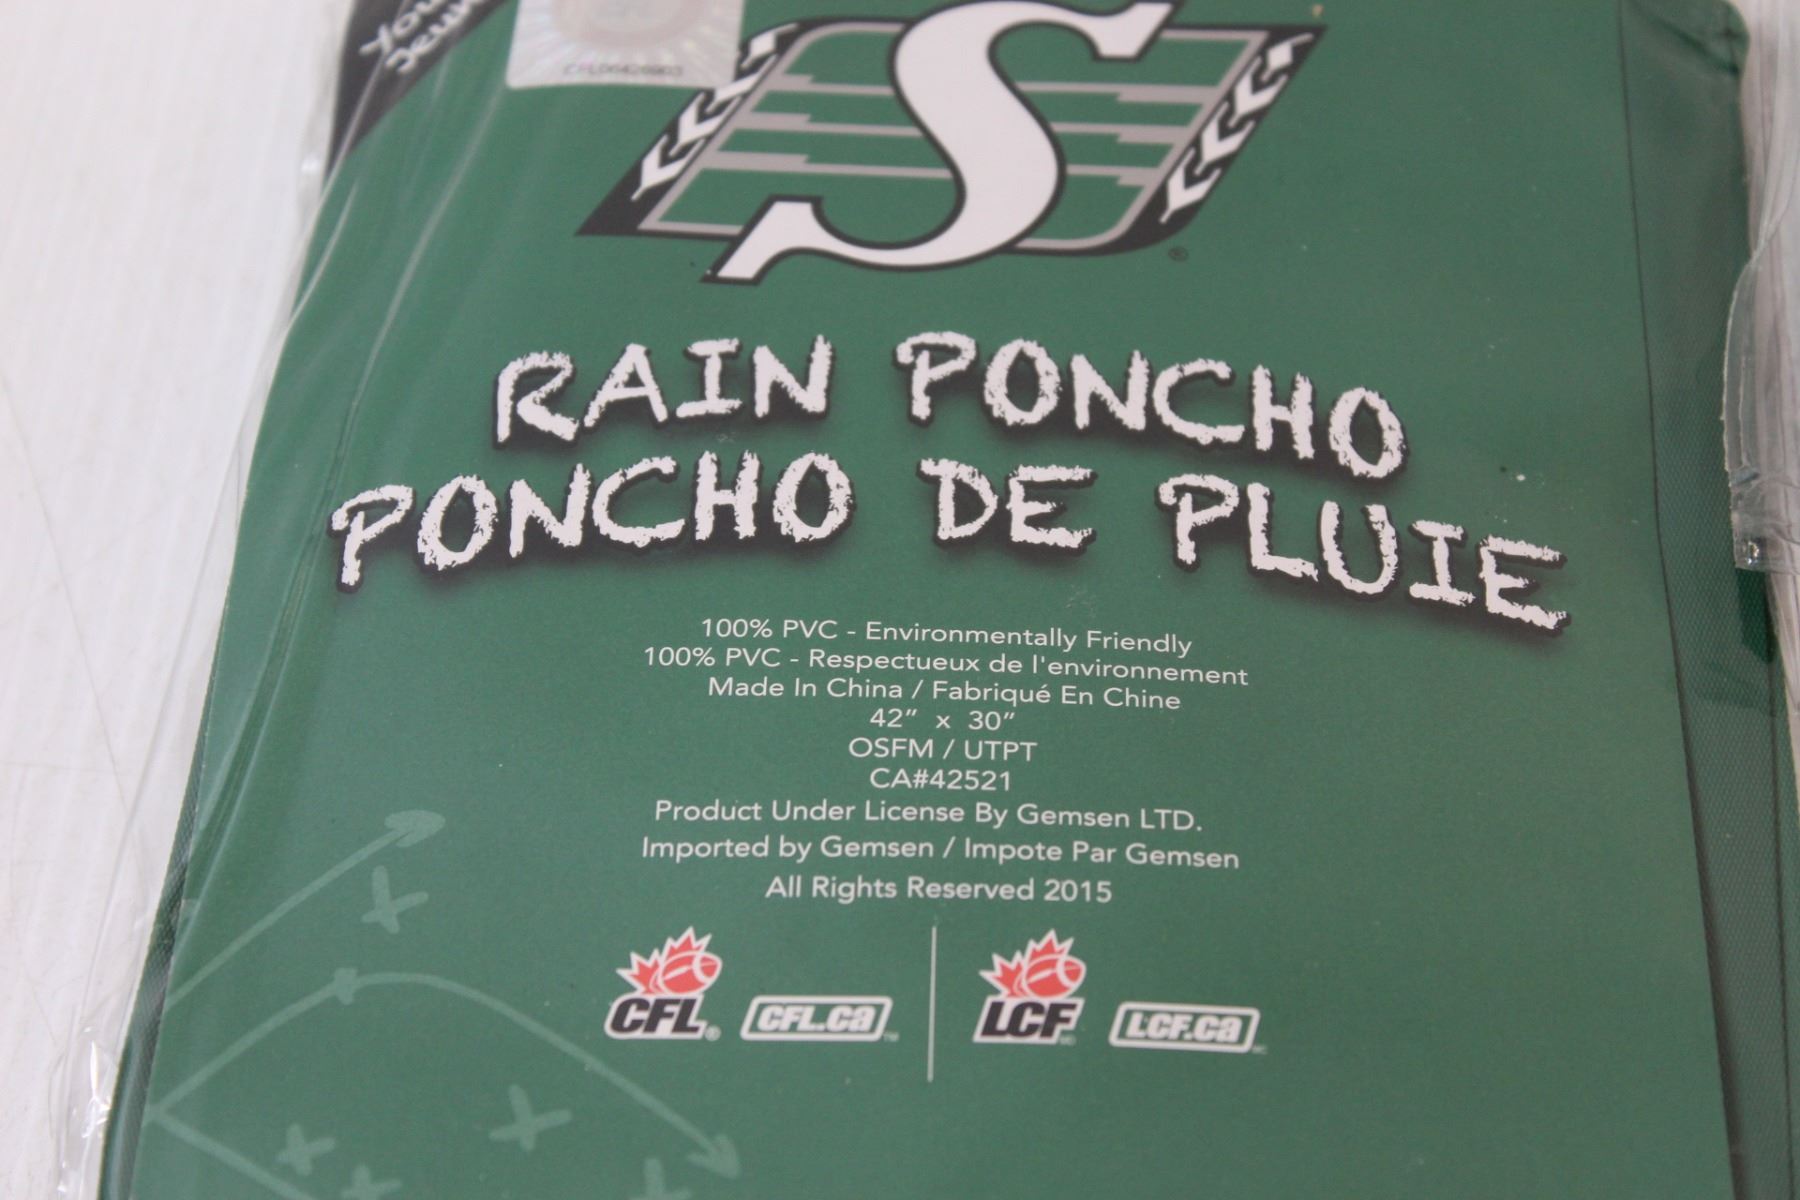 S
®
RAIN PONCHO
PONCHO DE PLUIE
100% PVC - Environmentally Friendly
100% PVC - Respectueux de l'environnement
Made In China / Fabriqué En Chine
42” x 30”
OSFM / UTPT
CA#42521
Product Under License By Gemsen LTD.
Imported by Gemsen / Impote Par Gemsen
All Rights Reserved 2015
CFL® CFL.ca™ LCF LCF.ca